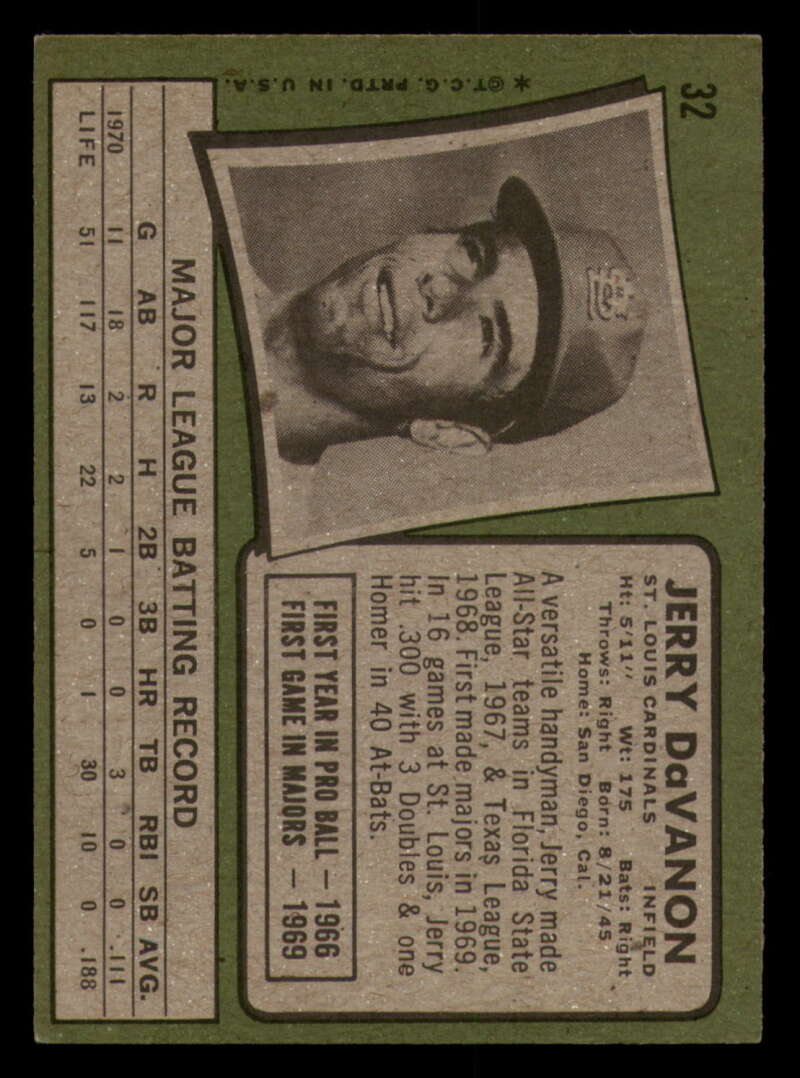 32
JERRY DaVANON
ST. LOUIS CARDINALS INFIELD
Ht: 5'11" Wt: 175 Bats: Right
Throws: Right Born: 8/21/45
Home: San Diego, Cal.
A versatile handyman, Jerry made
All-Star teams in Florida State
League, 1967, & Texas League,
1968. First made majors in 1969.
In 16 games at St. Louis, Jerry
hit .300 with 3 Doubles & one
Homer in 40 At-Bats.
FIRST YEAR IN PRO BALL — 1966
FIRST GAME IN MAJORS — 1969
MAJOR LEAGUE BATTING RECORD
G AB R H 2B 3B HR TB RBI SB AVG.
1970 11 18 2 2 1 0 0 3 0 0 .111
LIFE 51 117 13 22 5 0 1 30 10 0 .188
* © T.C.G. PRTD. IN U.S.A.